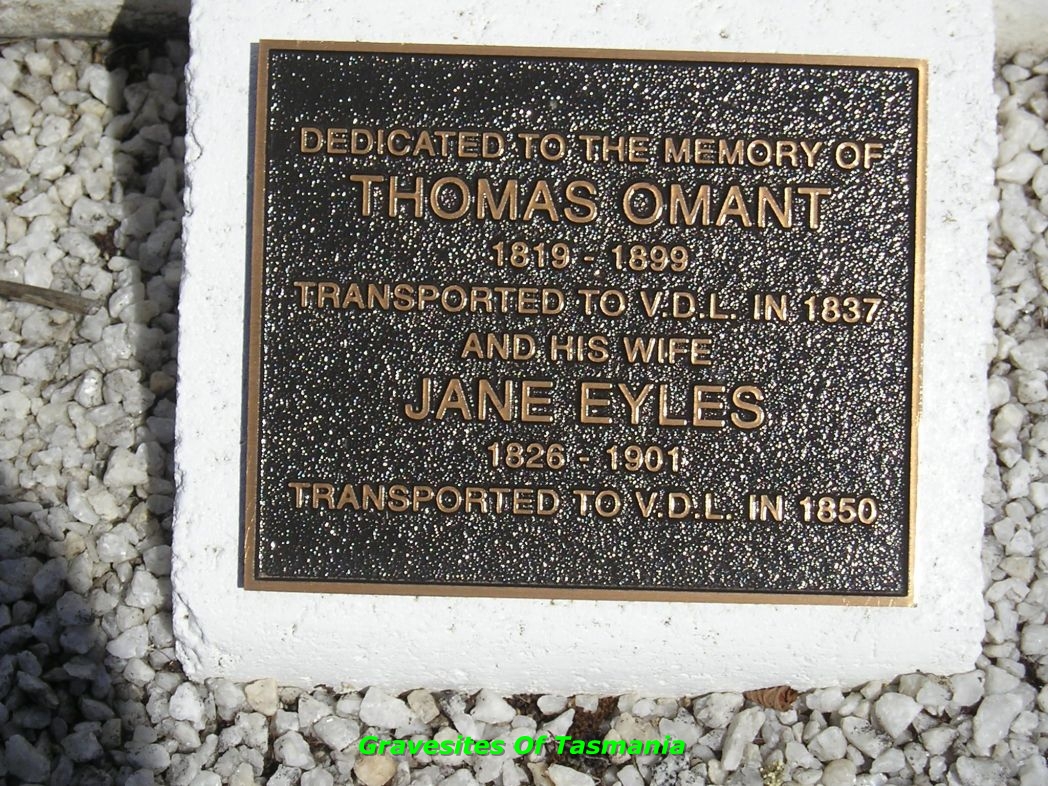 DEDICATED TO THE MEMORY OF
THOMAS OMANT
1819 - 1899
TRANSPORTED TO V.D.L. IN 1837
AND HIS WIFE
JANE EYLES
1826 - 1901
TRANSPORTED TO V.D.L. IN 1850
Gravesites Of Tasmania